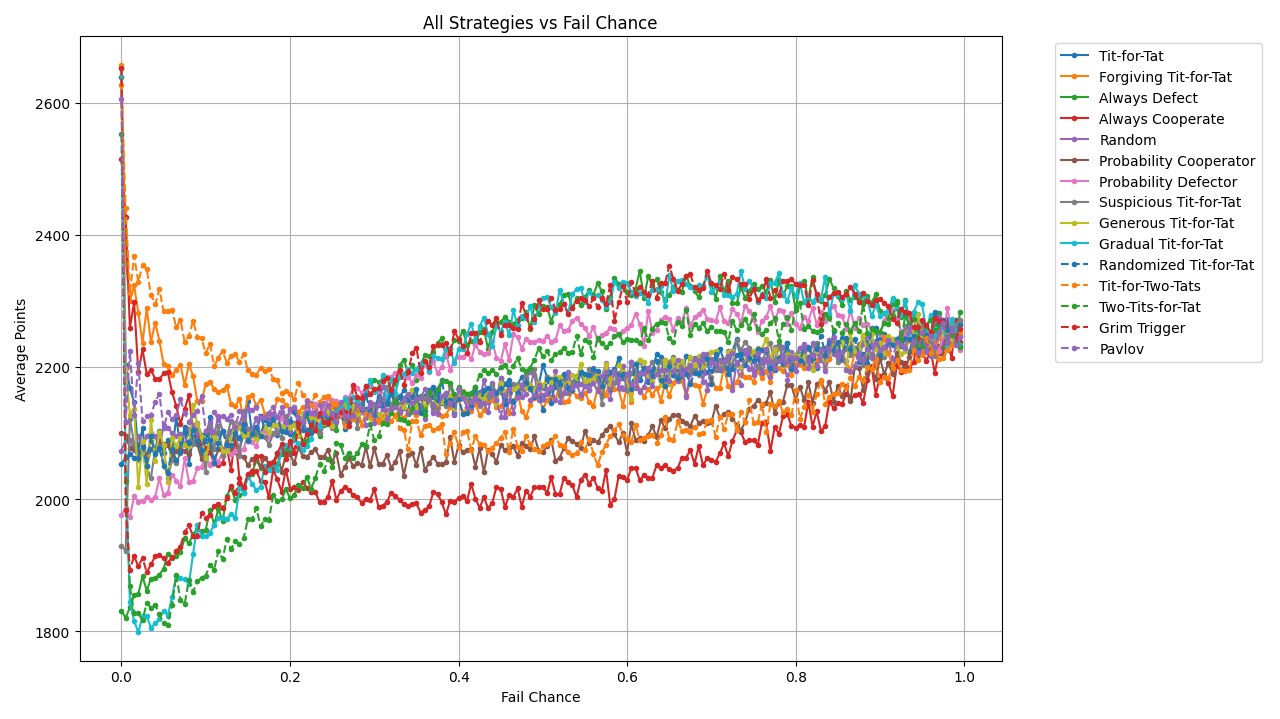 All Strategies vs Fail Chance
2600
2400
2200
2000
1800
Average Points
0.0
0.2
0.4
0.6
0.8
1.0
Fail Chance
Tit-for-Tat
Forgiving Tit-for-Tat
Always Defect
Always Cooperate
Random
Probability Cooperator
Probability Defector
Suspicious Tit-for-Tat
Generous Tit-for-Tat
Gradual Tit-for-Tat
Randomized Tit-for-Tat
Tit-for-Two-Tats
Two-Tits-for-Tat
Grim Trigger
Pavlov